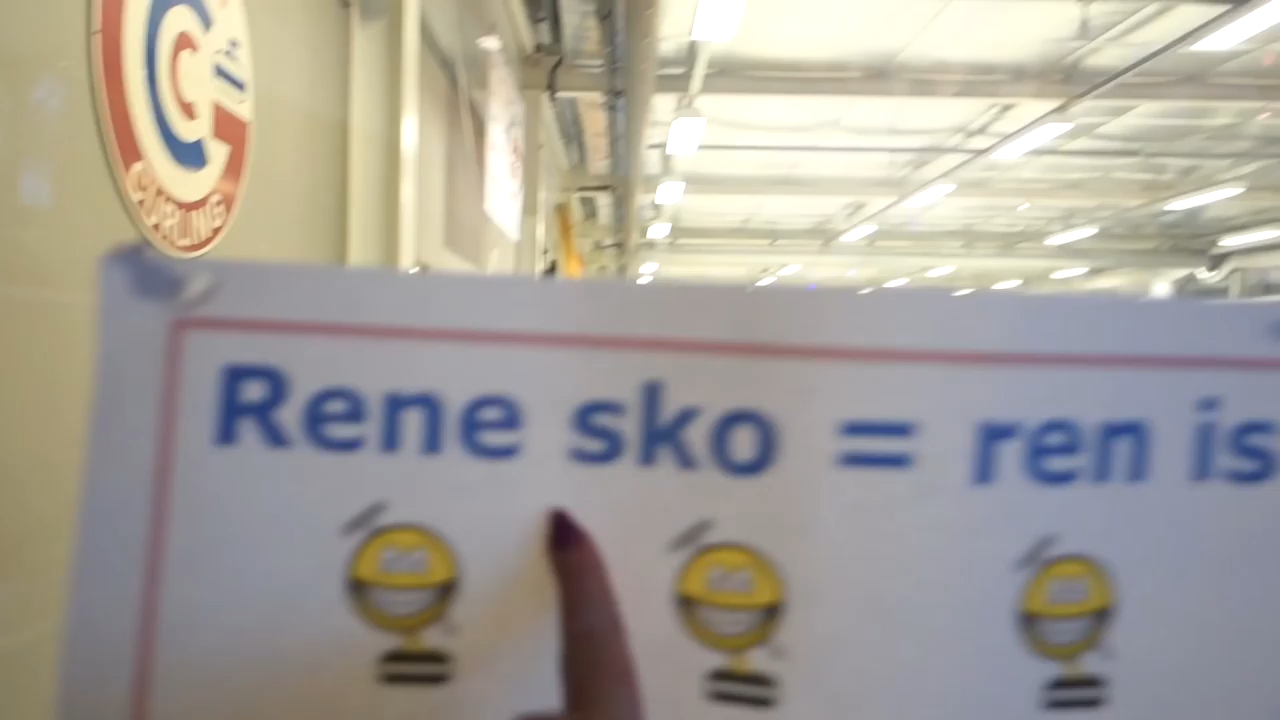 CURLING
Rene sko = ren is